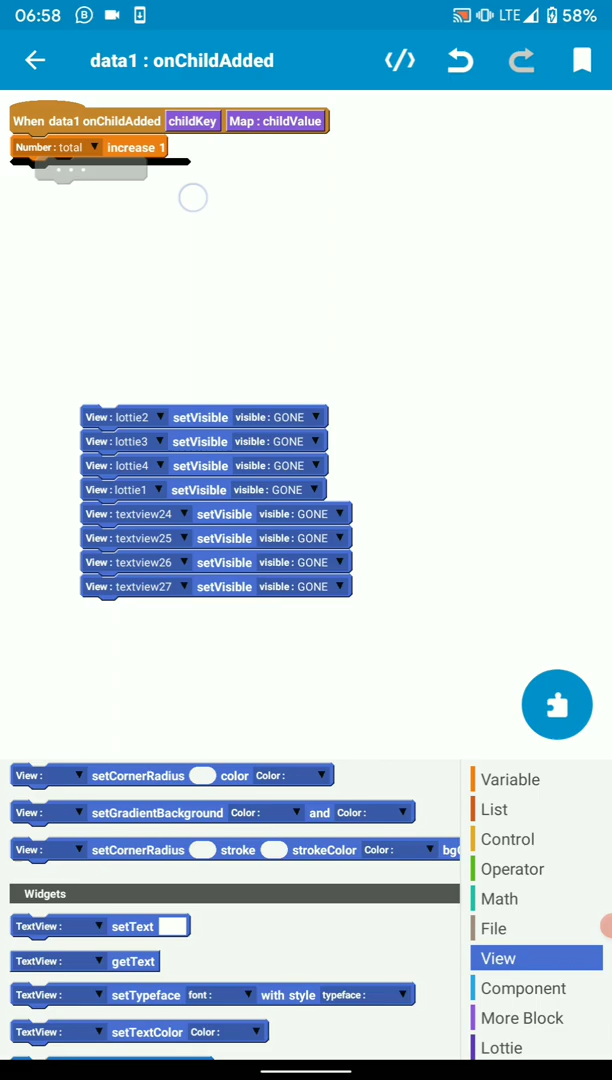 06:58 B LTE 58%
data1 : onChildAdded
When data1 onChildAdded childKey Map : childValue
Number : total increase 1
View : lottie2 setVisible visible : GONE
View : lottie3 setVisible visible : GONE
View : lottie4 setVisible visible : GONE
View : lottie1 setVisible visible : GONE
View : textview24 setVisible visible : GONE
View : textview25 setVisible visible : GONE
View : textview26 setVisible visible : GONE
View : textview27 setVisible visible : GONE
View : setCornerRadius color Color :
View : setGradientBackground Color : and Color :
View : setCornerRadius stroke strokeColor Color :
Widgets
TextView : setText
TextView : getText
TextView : setTypeface font : with style typeface :
TextView : setTextColor Color :
Variable
List
Control
Operator
Math
File
View
Component
More Block
Lottie